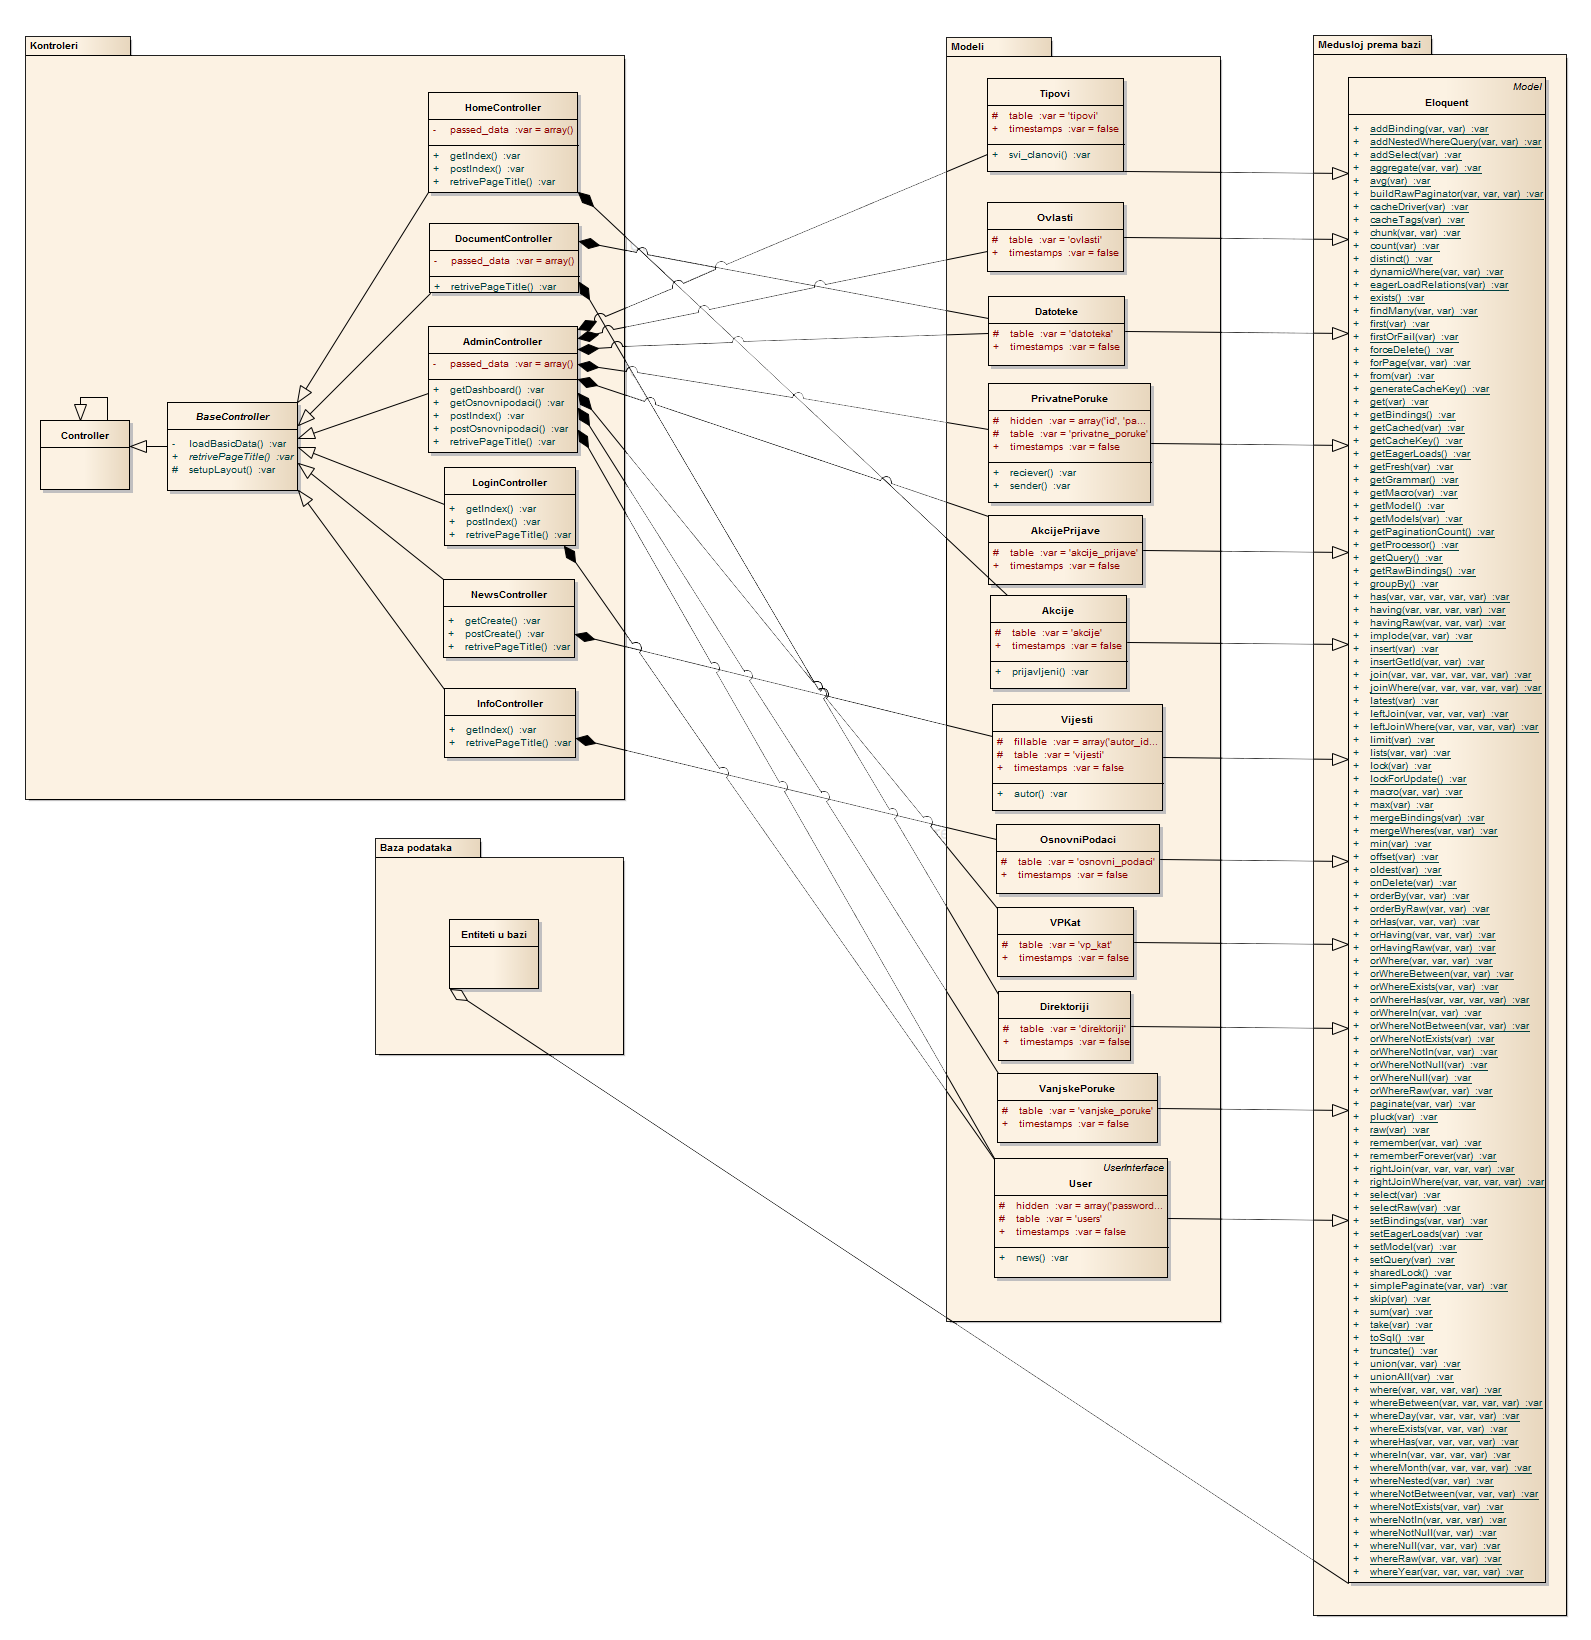 Kontroleri
HomeController
- passed_data :var = array()
+ getIndex() :var
+ postIndex() :var
+ retrivePageTitle() :var
DocumentController
- passed_data :var = array()
+ retrivePageTitle() :var
AdminController
- passed_data :var = array()
+ getDashboard() :var
+ getOsnovnipodaci() :var
+ postIndex() :var
+ postOsnovnipodaci() :var
+ retrivePageTitle() :var
Controller
BaseController
- loadBasicData() :var
+ retrivePageTitle() :var
# setupLayout() :var
LoginController
+ getIndex() :var
+ postIndex() :var
+ retrivePageTitle() :var
NewsController
+ getCreate() :var
+ postCreate() :var
+ retrivePageTitle() :var
InfoController
+ getIndex() :var
+ retrivePageTitle() :var
Baza podataka
Entiteti u bazi
Modeli
Tipovi
# table :var = 'tipovi'
+ timestamps :var = false
+ svi_clanovi() :var
Ovlasti
# table :var = 'ovlasti'
+ timestamps :var = false
Datoteke
# table :var = 'datoteka'
+ timestamps :var = false
PrivatnePoruke
# hidden :var = array('id', 'pa...
# table :var = 'privatne_poruke'
+ timestamps :var = false
+ reciever() :var
+ sender() :var
AkcijePrijave
# table :var = 'akcije_prijave'
+ timestamps :var = false
Akcije
# table :var = 'akcije'
+ timestamps :var = false
+ prijavljeni() :var
Vijesti
# fillable :var = array('autor_id...
# table :var = 'vijesti'
+ timestamps :var = false
+ autor() :var
OsnovniPodaci
# table :var = 'osnovni_podaci'
+ timestamps :var = false
VPKat
# table :var = 'vp_kat'
+ timestamps :var = false
Direktoriji
# table :var = 'direktoriji'
+ timestamps :var = false
VanjskePoruke
# table :var = 'vanjske_poruke'
+ timestamps :var = false
UserInterface
User
# hidden :var = array('password...
# table :var = 'users'
+ timestamps :var = false
+ news() :var
Medusloj prema bazi
Model
Eloquent
+ addBinding(var, var) :var
+ addNestedWhereQuery(var, var) :var
+ addSelect(var) :var
+ aggregate(var, var) :var
+ avg(var) :var
+ buildRawPaginator(var, var, var) :var
+ cacheDriver(var) :var
+ cacheTags(var) :var
+ chunk(var, var) :var
+ count(var) :var
+ distinct() :var
+ dynamicWhere(var, var) :var
+ eagerLoadRelations(var) :var
+ exists() :var
+ findMany(var, var) :var
+ first(var) :var
+ firstOrFail(var) :var
+ forceDelete() :var
+ forPage(var, var) :var
+ from(var) :var
+ generateCacheKey() :var
+ get(var) :var
+ getBindings() :var
+ getCached(var) :var
+ getCacheKey() :var
+ getEagerLoads() :var
+ getFresh(var) :var
+ getGrammar() :var
+ getMacro(var) :var
+ getModel() :var
+ getModels(var) :var
+ getPaginationCount() :var
+ getProcessor() :var
+ getQuery() :var
+ getRawBindings() :var
+ groupBy() :var
+ has(var, var, var, var, var) :var
+ having(var, var, var, var) :var
+ havingRaw(var, var, var) :var
+ implode(var, var) :var
+ insert(var) :var
+ insertGetId(var, var) :var
+ join(var, var, var, var, var, var) :var
+ joinWhere(var, var, var, var, var) :var
+ latest(var) :var
+ leftJoin(var, var, var, var) :var
+ leftJoinWhere(var, var, var, var) :var
+ limit(var) :var
+ lists(var, var) :var
+ lock(var) :var
+ lockForUpdate() :var
+ macro(var, var) :var
+ max(var) :var
+ mergeBindings(var) :var
+ mergeWheres(var, var) :var
+ min(var) :var
+ offset(var) :var
+ oldest(var) :var
+ onDelete(var) :var
+ orderBy(var, var) :var
+ orderByRaw(var, var) :var
+ orHas(var, var, var) :var
+ orHaving(var, var, var) :var
+ orHavingRaw(var, var) :var
+ orWhere(var, var, var) :var
+ orWhereBetween(var, var) :var
+ orWhereExists(var, var) :var
+ orWhereHas(var, var, var, var) :var
+ orWhereIn(var, var) :var
+ orWhereNotBetween(var, var) :var
+ orWhereNotExists(var) :var
+ orWhereNotIn(var, var) :var
+ orWhereNotNull(var) :var
+ orWhereNull(var) :var
+ orWhereRaw(var, var) :var
+ paginate(var, var) :var
+ pluck(var) :var
+ raw(var) :var
+ remember(var, var) :var
+ rememberForever(var) :var
+ rightJoin(var, var, var, var) :var
+ rightJoinWhere(var, var, var, var) :var
+ select(var) :var
+ selectRaw(var) :var
+ setBindings(var, var) :var
+ setEagerLoads(var) :var
+ setModel(var) :var
+ setQuery(var) :var
+ sharedLock() :var
+ simplePaginate(var, var) :var
+ skip(var) :var
+ sum(var) :var
+ take(var) :var
+ toSql() :var
+ truncate() :var
+ union(var, var) :var
+ unionAll(var) :var
+ where(var, var, var, var) :var
+ whereBetween(var, var, var, var) :var
+ whereDay(var, var, var, var) :var
+ whereExists(var, var, var) :var
+ whereHas(var, var, var, var) :var
+ whereIn(var, var, var, var) :var
+ whereMonth(var, var, var, var) :var
+ whereNested(var, var) :var
+ whereNotBetween(var, var, var) :var
+ whereNotExists(var, var) :var
+ whereNotIn(var, var, var) :var
+ whereNotNull(var, var) :var
+ whereNull(var, var, var) :var
+ whereRaw(var, var, var) :var
+ whereYear(var, var, var, var) :var